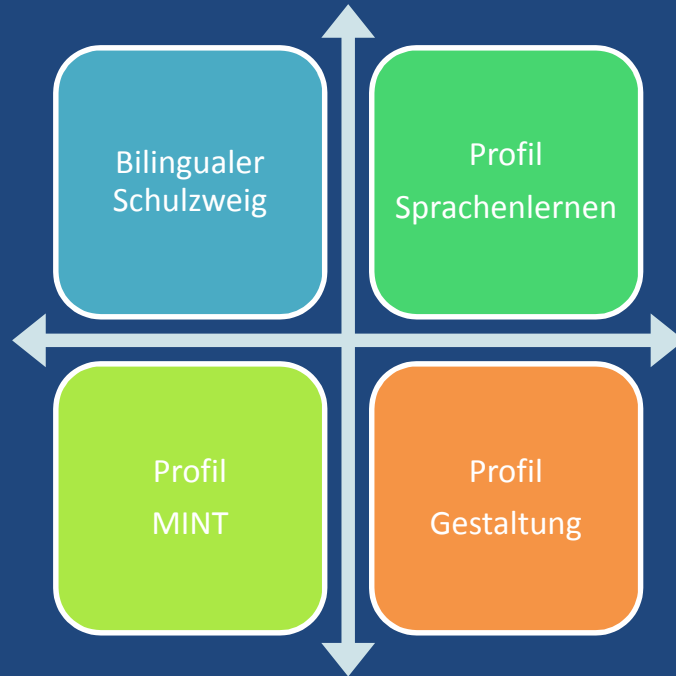 Bilingualer
Schulzweig
Profil
Sprachenlernen
Profil
MINT
Profil
Gestaltung